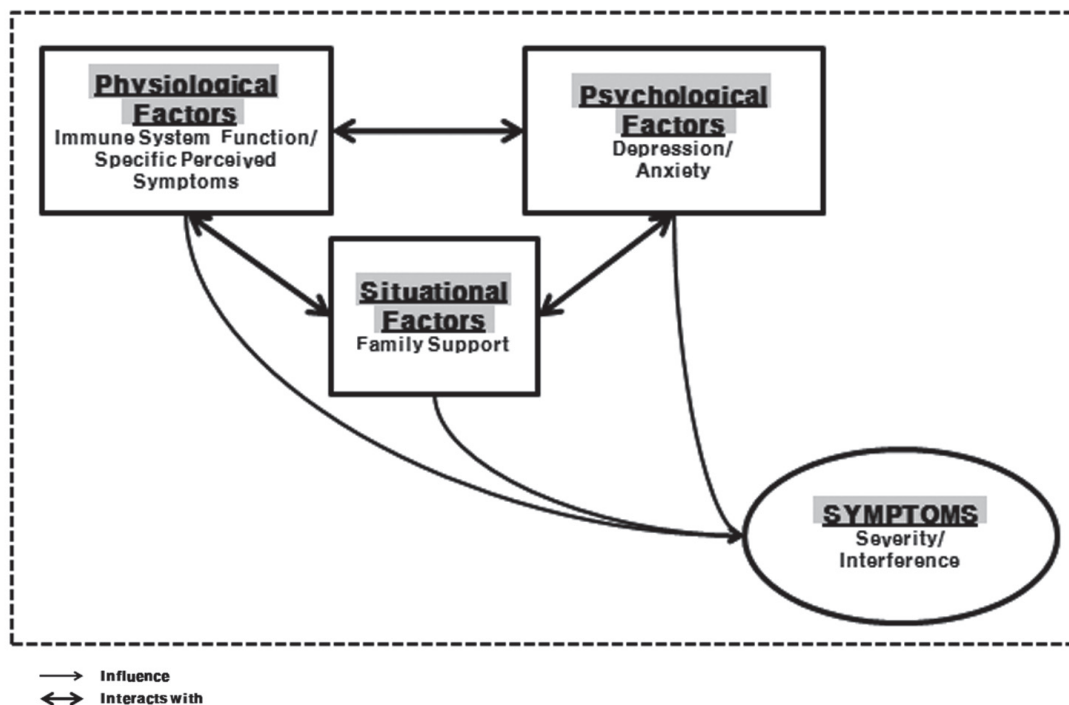 Physiological
Factors
Immune System Function/
Specific Perceived
Symptoms
Psychological
Factors
Depression/
Anxiety
Situational
Factors
Family Support
SYMPTOMS
Severity/
Interference
Influence
Interacts with